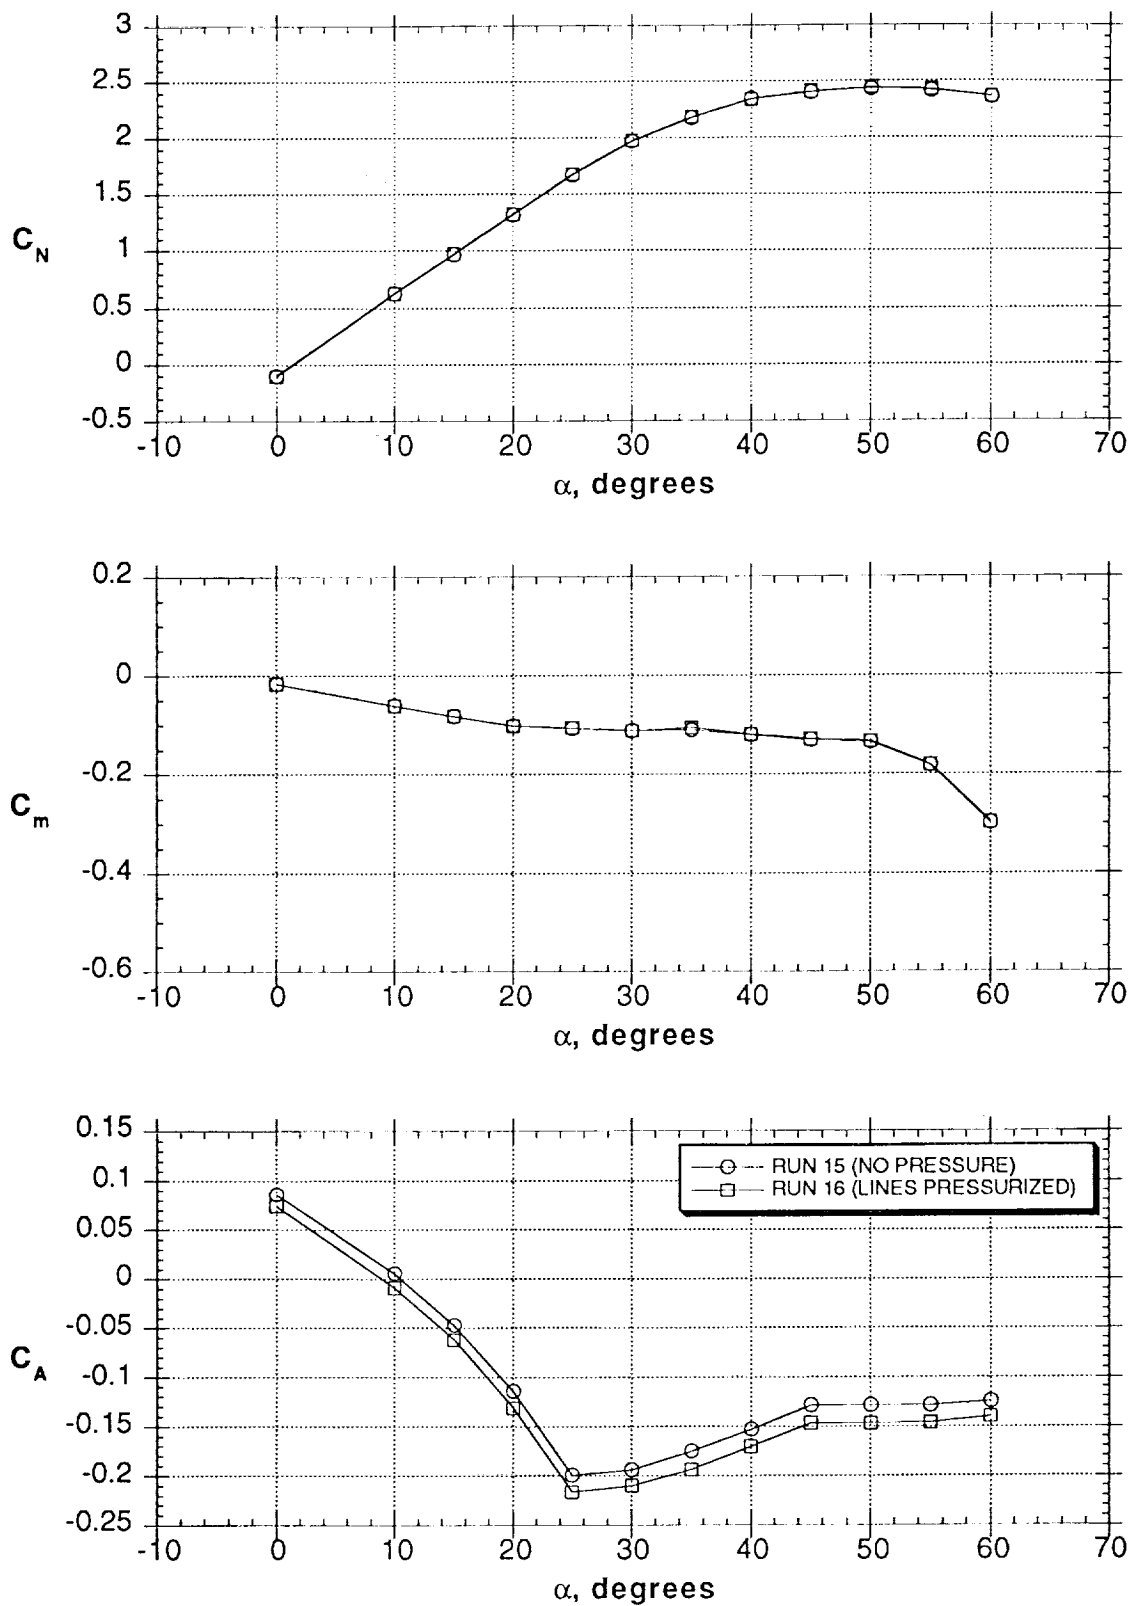 3
2.5
2
1.5
1
0.5
0
-0.5
C_N
-10 0 10 20 30 40 50 60 70
α, degrees
0.2
0
-0.2
-0.4
-0.6
C_m
-10 0 10 20 30 40 50 60 70
α, degrees
0.15
0.1
0.05
0
-0.05
-0.1
-0.15
-0.2
-0.25
C_A
RUN 15 (NO PRESSURE)
RUN 16 (LINES PRESSURIZED)
-10 0 10 20 30 40 50 60 70
α, degrees